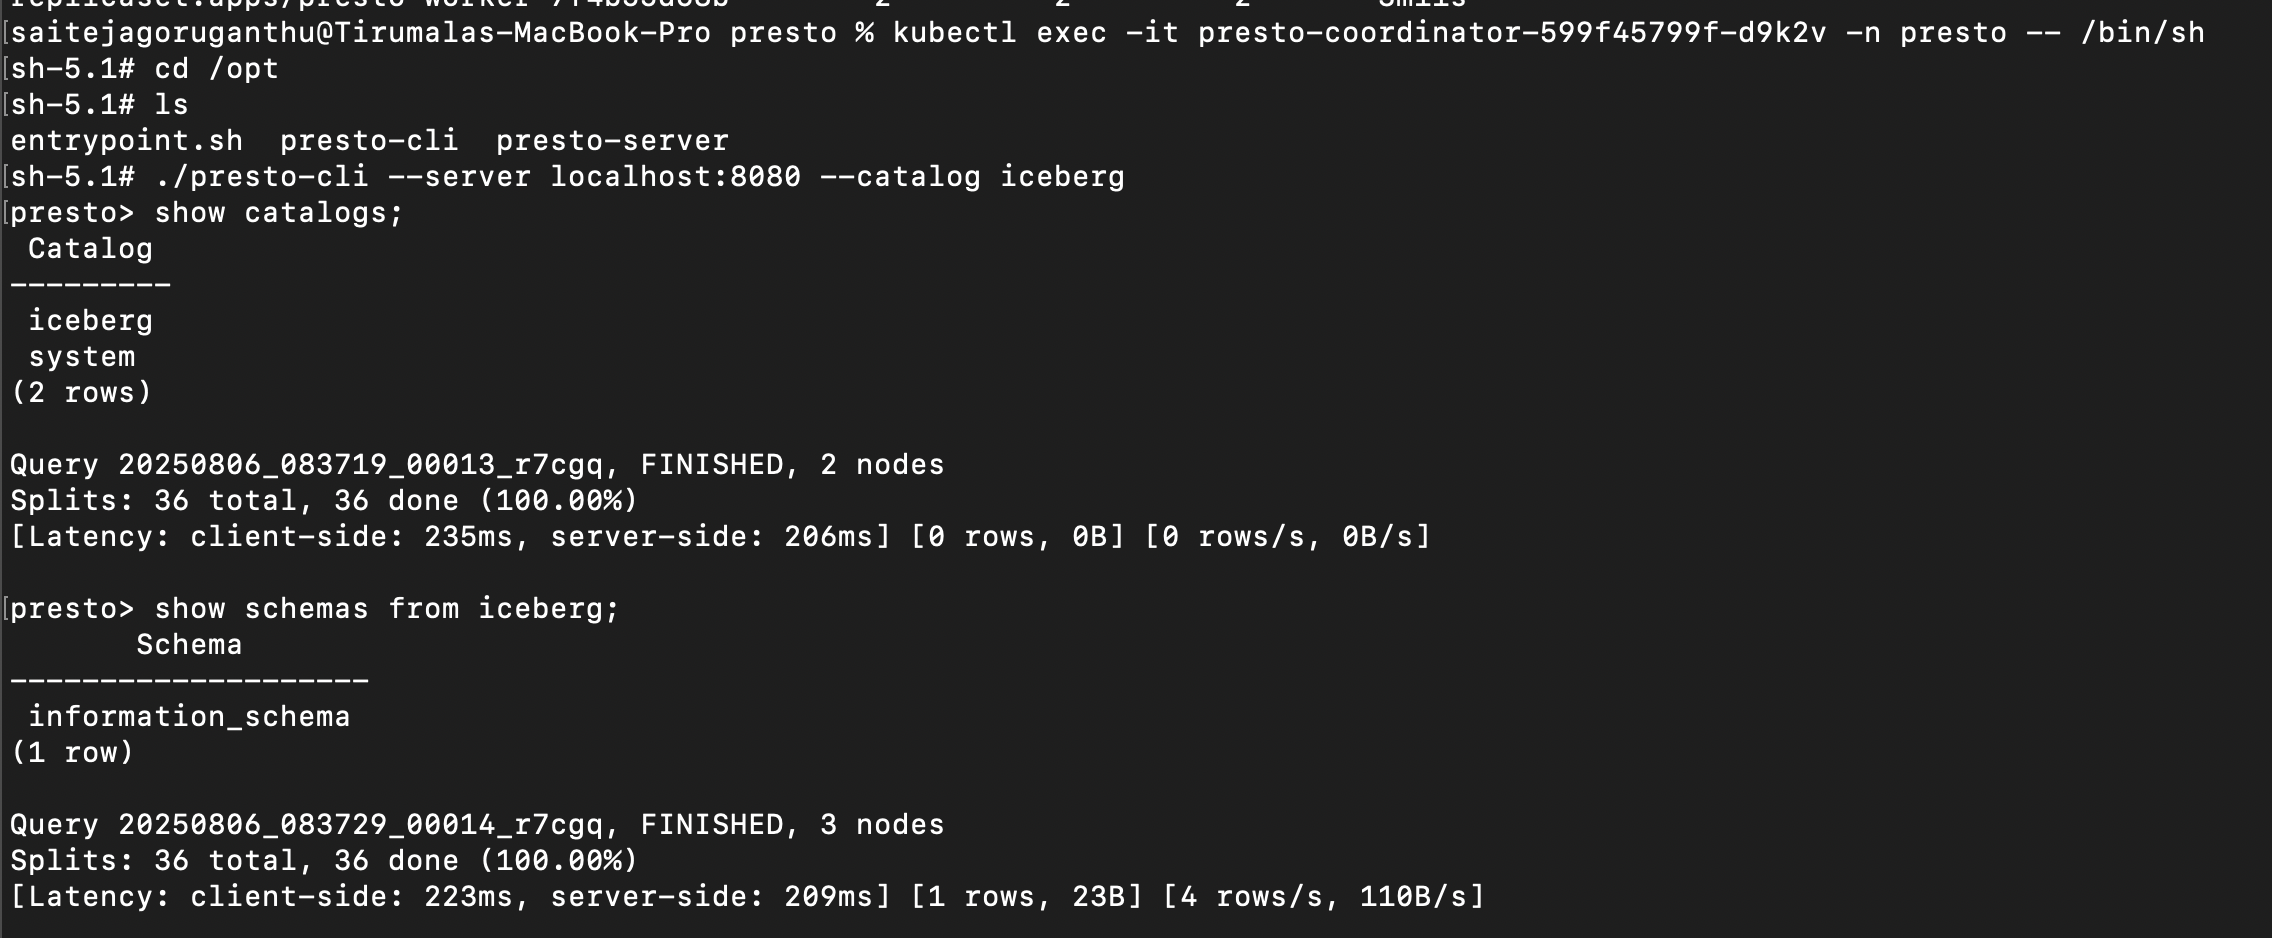 saitejagoruganthu@Tirumalas-MacBook-Pro presto % kubectl exec -it presto-coordinator-599f45799f-d9k2v -n presto -- /bin/sh
sh-5.1# cd /opt
sh-5.1# ls
entrypoint.sh  presto-cli  presto-server
sh-5.1# ./presto-cli --server localhost:8080 --catalog iceberg
presto> show catalogs;
 Catalog
---------
 iceberg
 system
(2 rows)

Query 20250806_083719_00013_r7cgq, FINISHED, 2 nodes
Splits: 36 total, 36 done (100.00%)
[Latency: client-side: 235ms, server-side: 206ms] [0 rows, 0B] [0 rows/s, 0B/s]

presto> show schemas from iceberg;
       Schema
--------------------
 information_schema
(1 row)

Query 20250806_083729_00014_r7cgq, FINISHED, 3 nodes
Splits: 36 total, 36 done (100.00%)
[Latency: client-side: 223ms, server-side: 209ms] [1 rows, 23B] [4 rows/s, 110B/s]